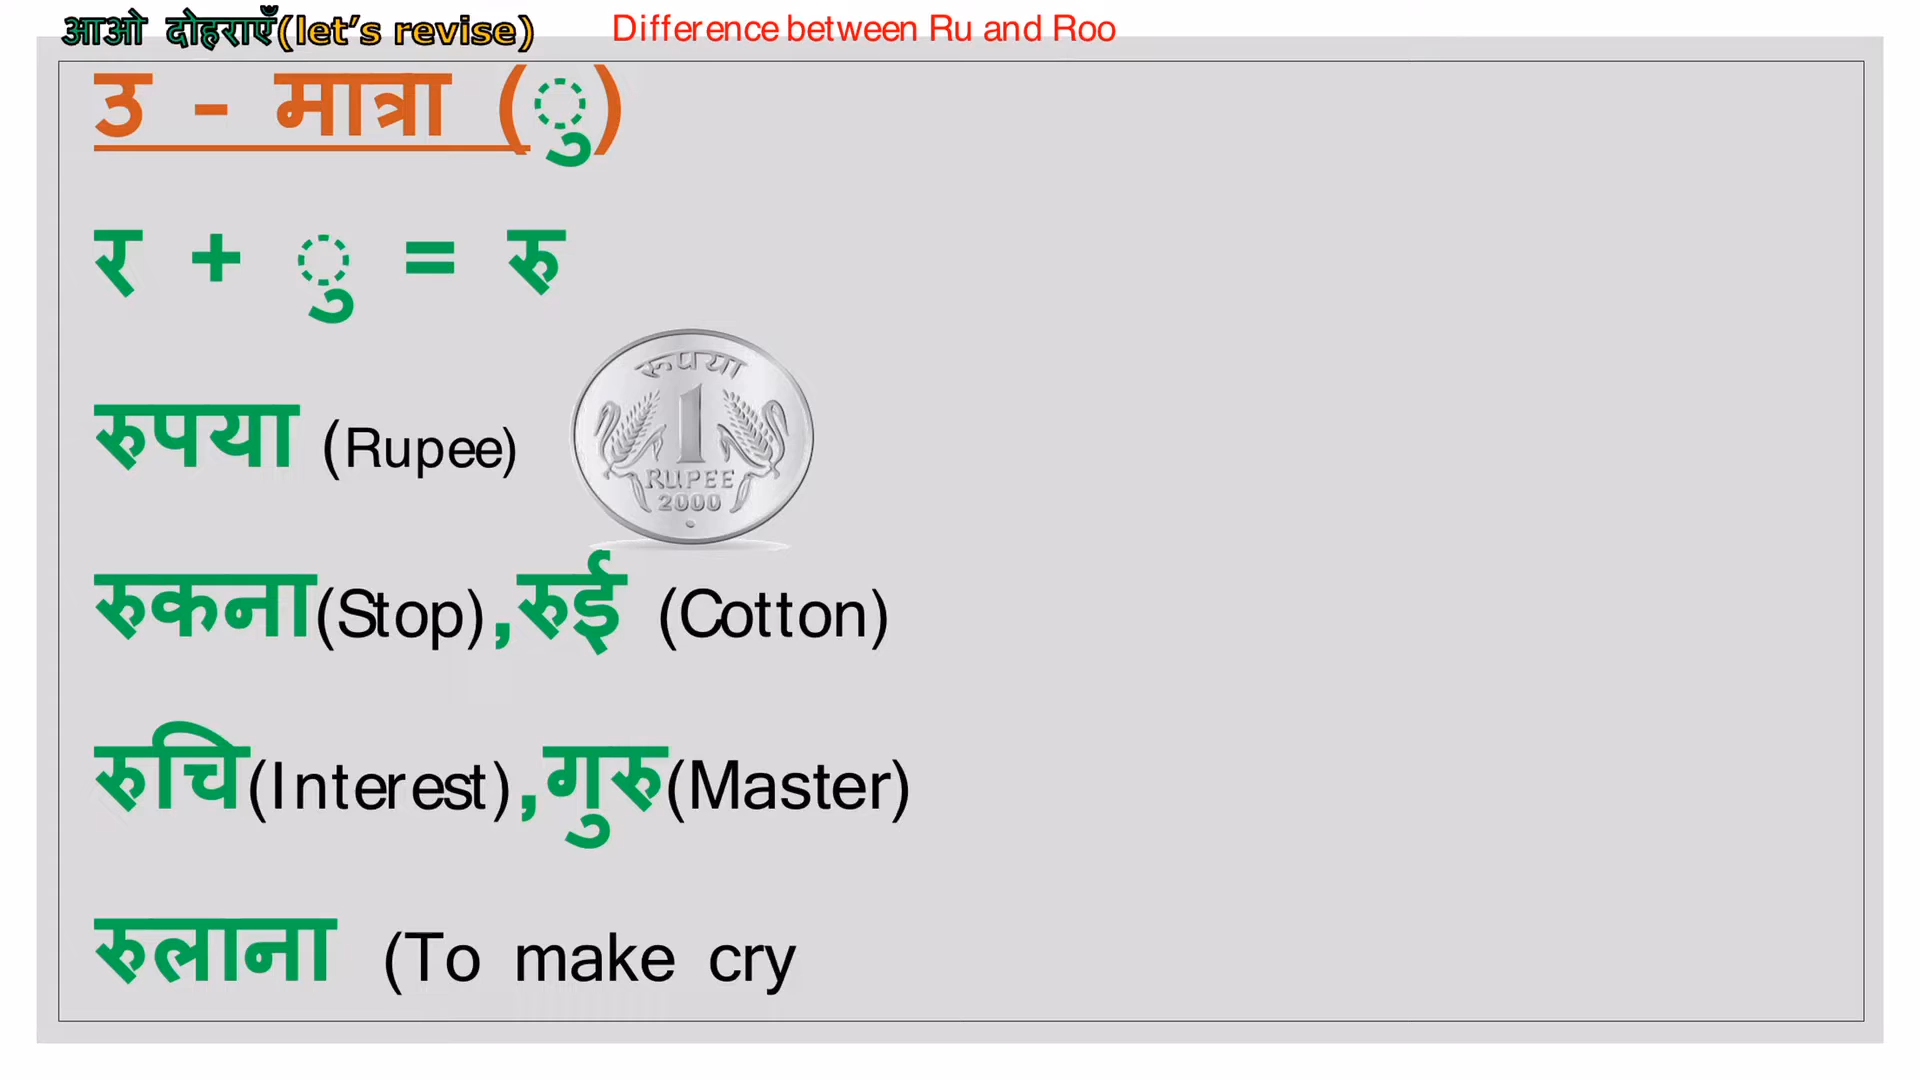 आओ दोहराएँ(let's revise) Difference between Ru and Roo
उ - मात्रा (ु)
र + ु = रु
रूपया
1
RUPEE
2000
रुपया (Rupee)
रुकना(Stop),रुई (Cotton)
रुचि(Interest),गुरु(Master)
रुलाना (To make cry